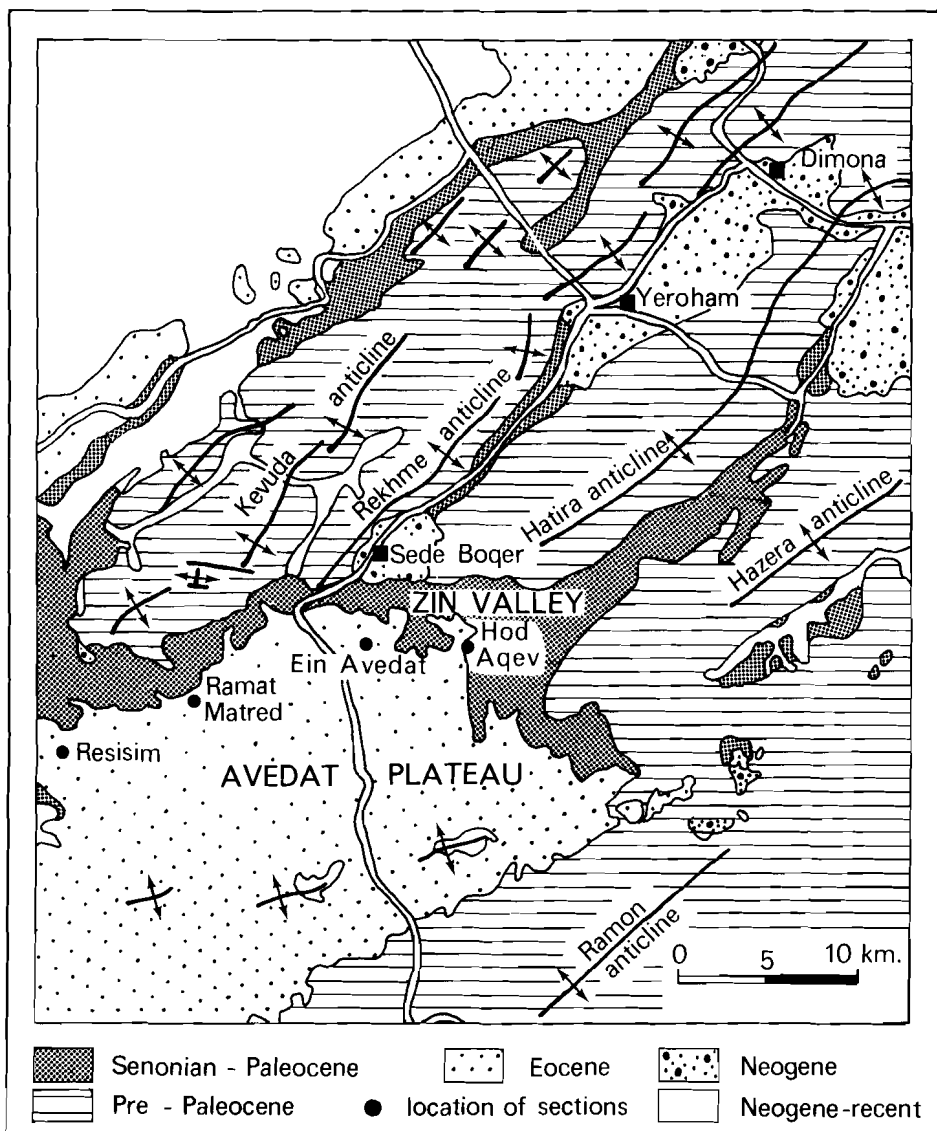 Dimona
Yeroham
Kevuda anticline
Rekhme anticline
Hatira anticline
Hazera anticline
Sede Boqer
ZIN VALLEY
Hod
Aqev
Ein Avedat
Ramat
Matred
Resisim
AVEDAT PLATEAU
Ramon
anticline
0 5 10 km.
Senonian - Paleocene
Eocene
Neogene
Pre - Paleocene
location of sections
Neogene-recent